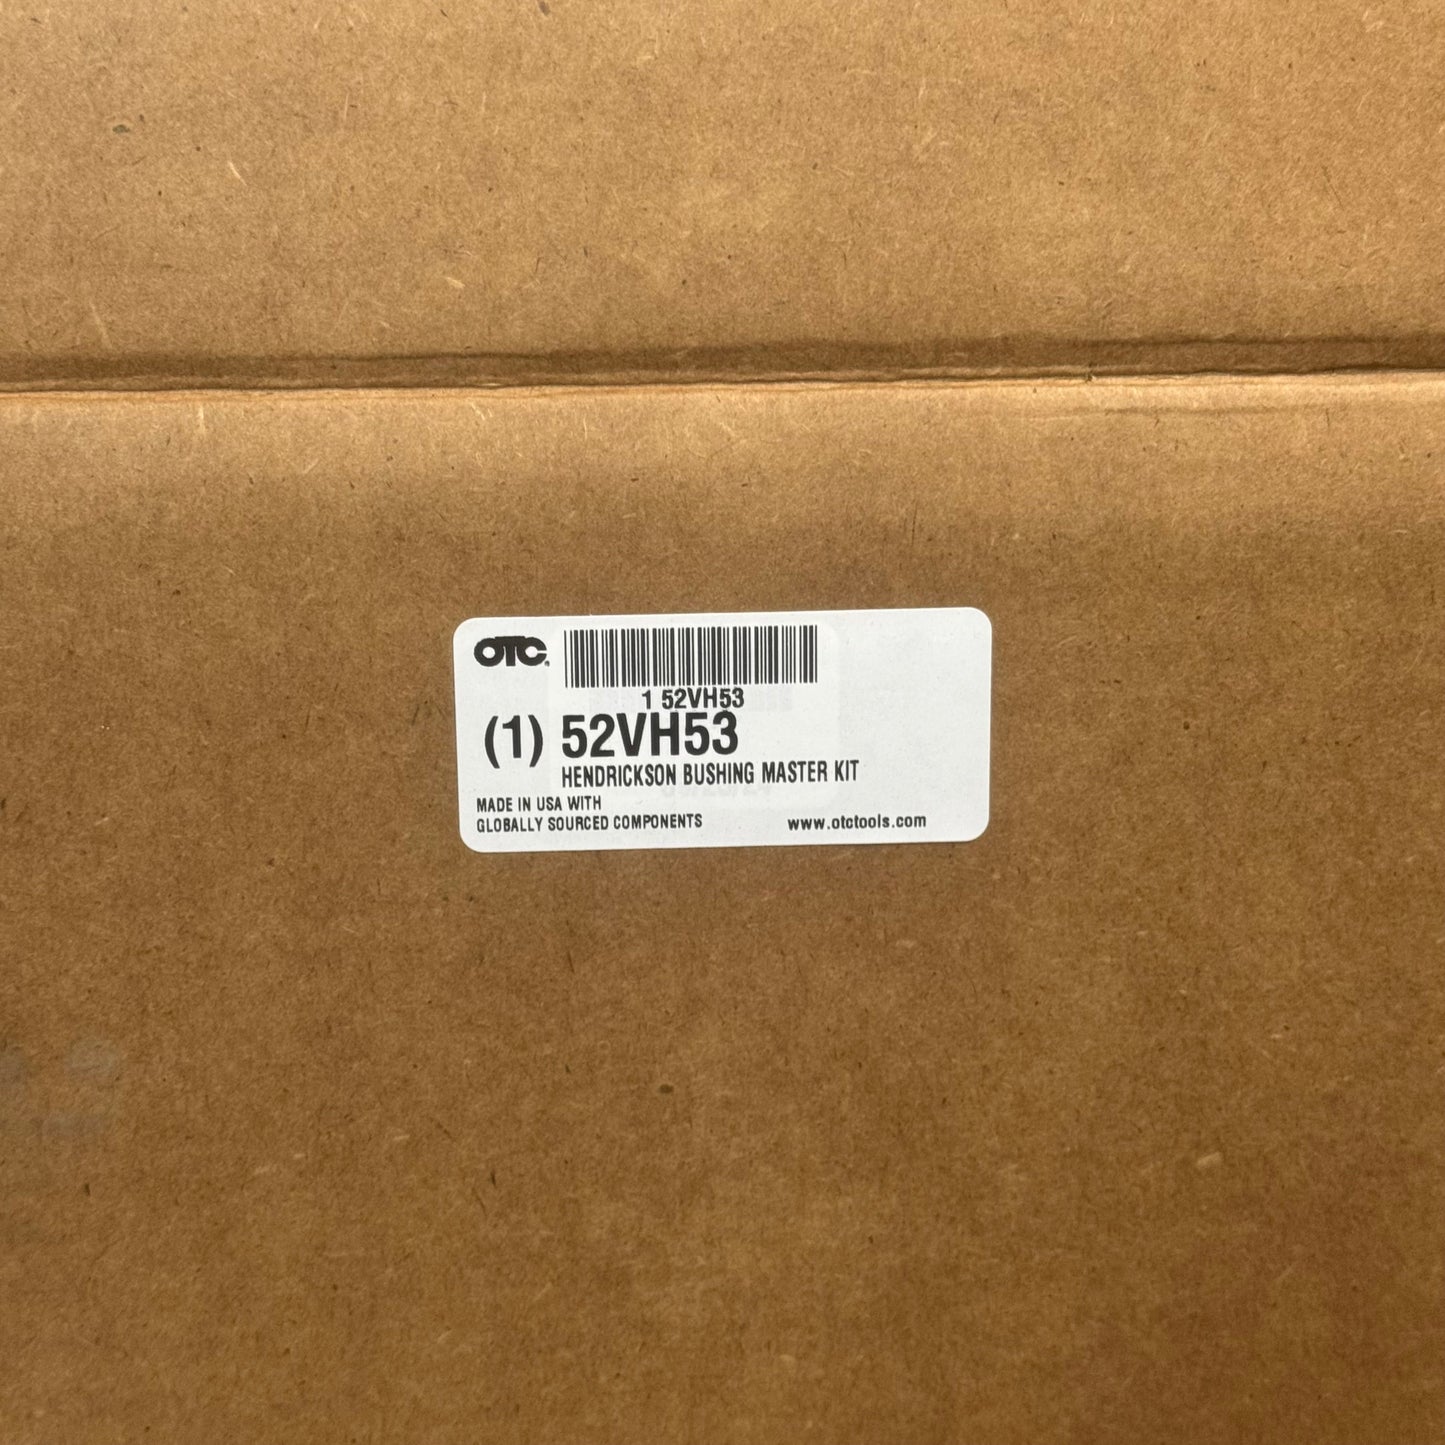 OTC
1 52VH53
(1) 52VH53
HENDRICKSON BUSHING MASTER KIT
MADE IN USA WITH
GLOBALLY SOURCED COMPONENTS
www.otctools.com